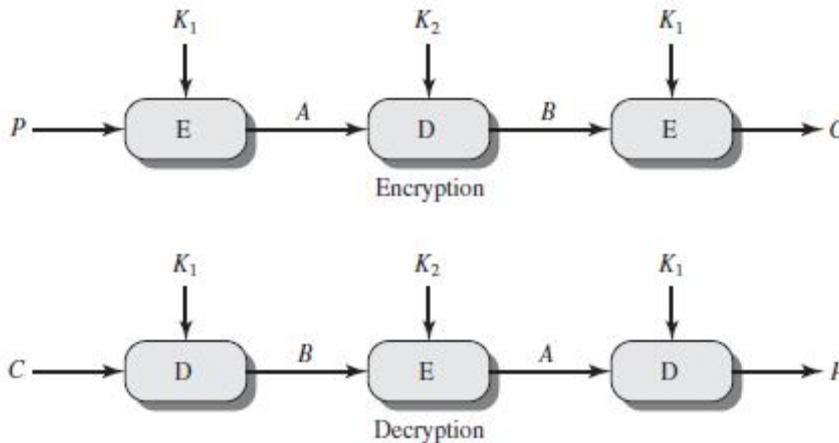 K₁ K₂ K₁
P E A D B E
Encryption
K₁ K₂ K₁
C D B E A D
Decryption